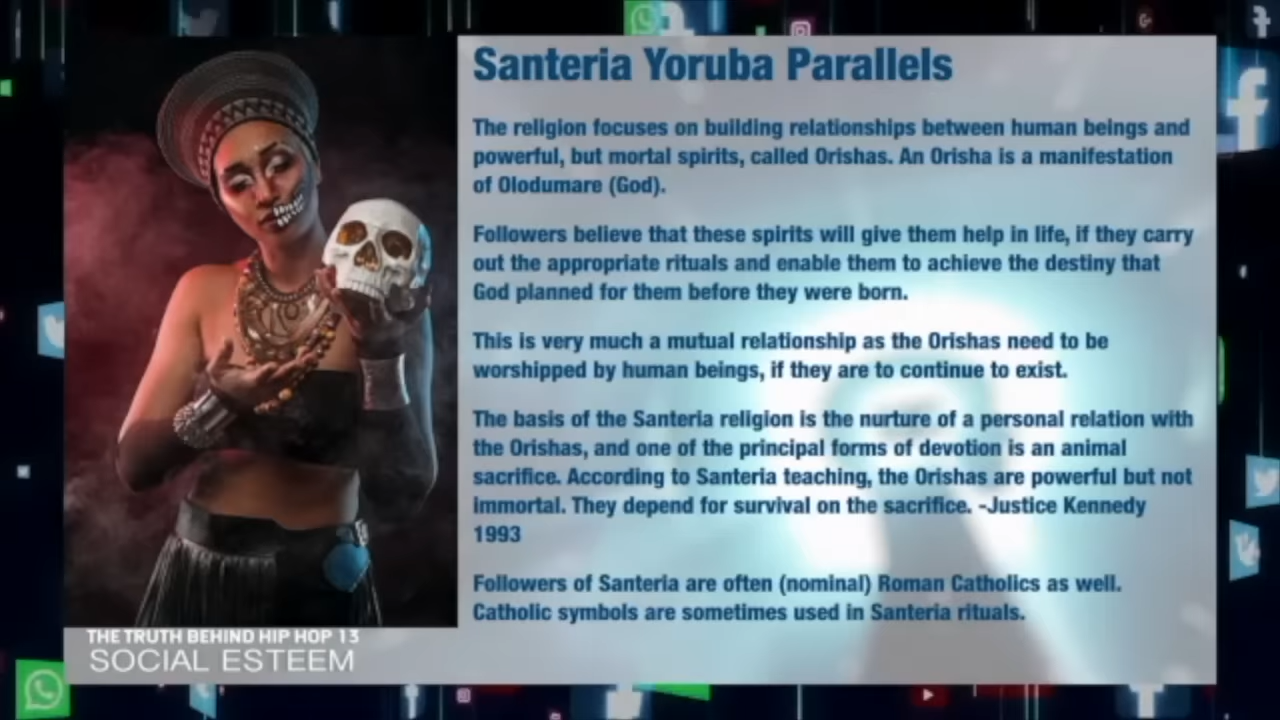 Santeria Yoruba Parallels
The religion focuses on building relationships between human beings and
powerful, but mortal spirits, called Orishas. An Orisha is a manifestation
of Olodumare (God).
Followers believe that these spirits will give them help in life, if they carry
out the appropriate rituals and enable them to achieve the destiny that
God planned for them before they were born.
This is very much a mutual relationship as the Orishas need to be
worshipped by human beings, if they are to continue to exist.
The basis of the Santeria religion is the nurture of a personal relation with
the Orishas, and one of the principal forms of devotion is an animal
sacrifice. According to Santeria teaching, the Orishas are powerful but not
immortal. They depend for survival on the sacrifice. -Justice Kennedy
1993
Followers of Santeria are often (nominal) Roman Catholics as well.
Catholic symbols are sometimes used in Santeria rituals.
THE TRUTH BEHIND HIP HOP 13
SOCIAL ESTEEM